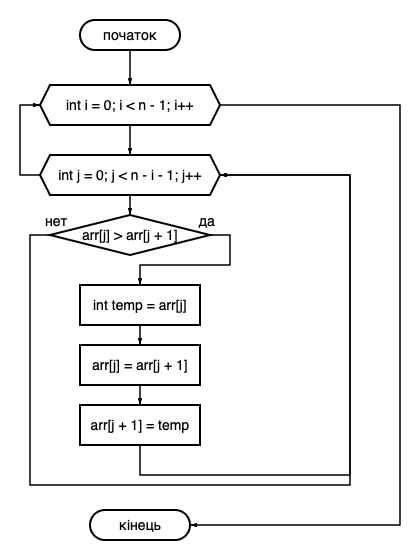 початок
int i = 0; i < n - 1; i++
int j = 0; j < n - i - 1; j++
нет
да
arr[j] > arr[j + 1]
int temp = arr[j]
arr[j] = arr[j + 1]
arr[j + 1] = temp
кінець